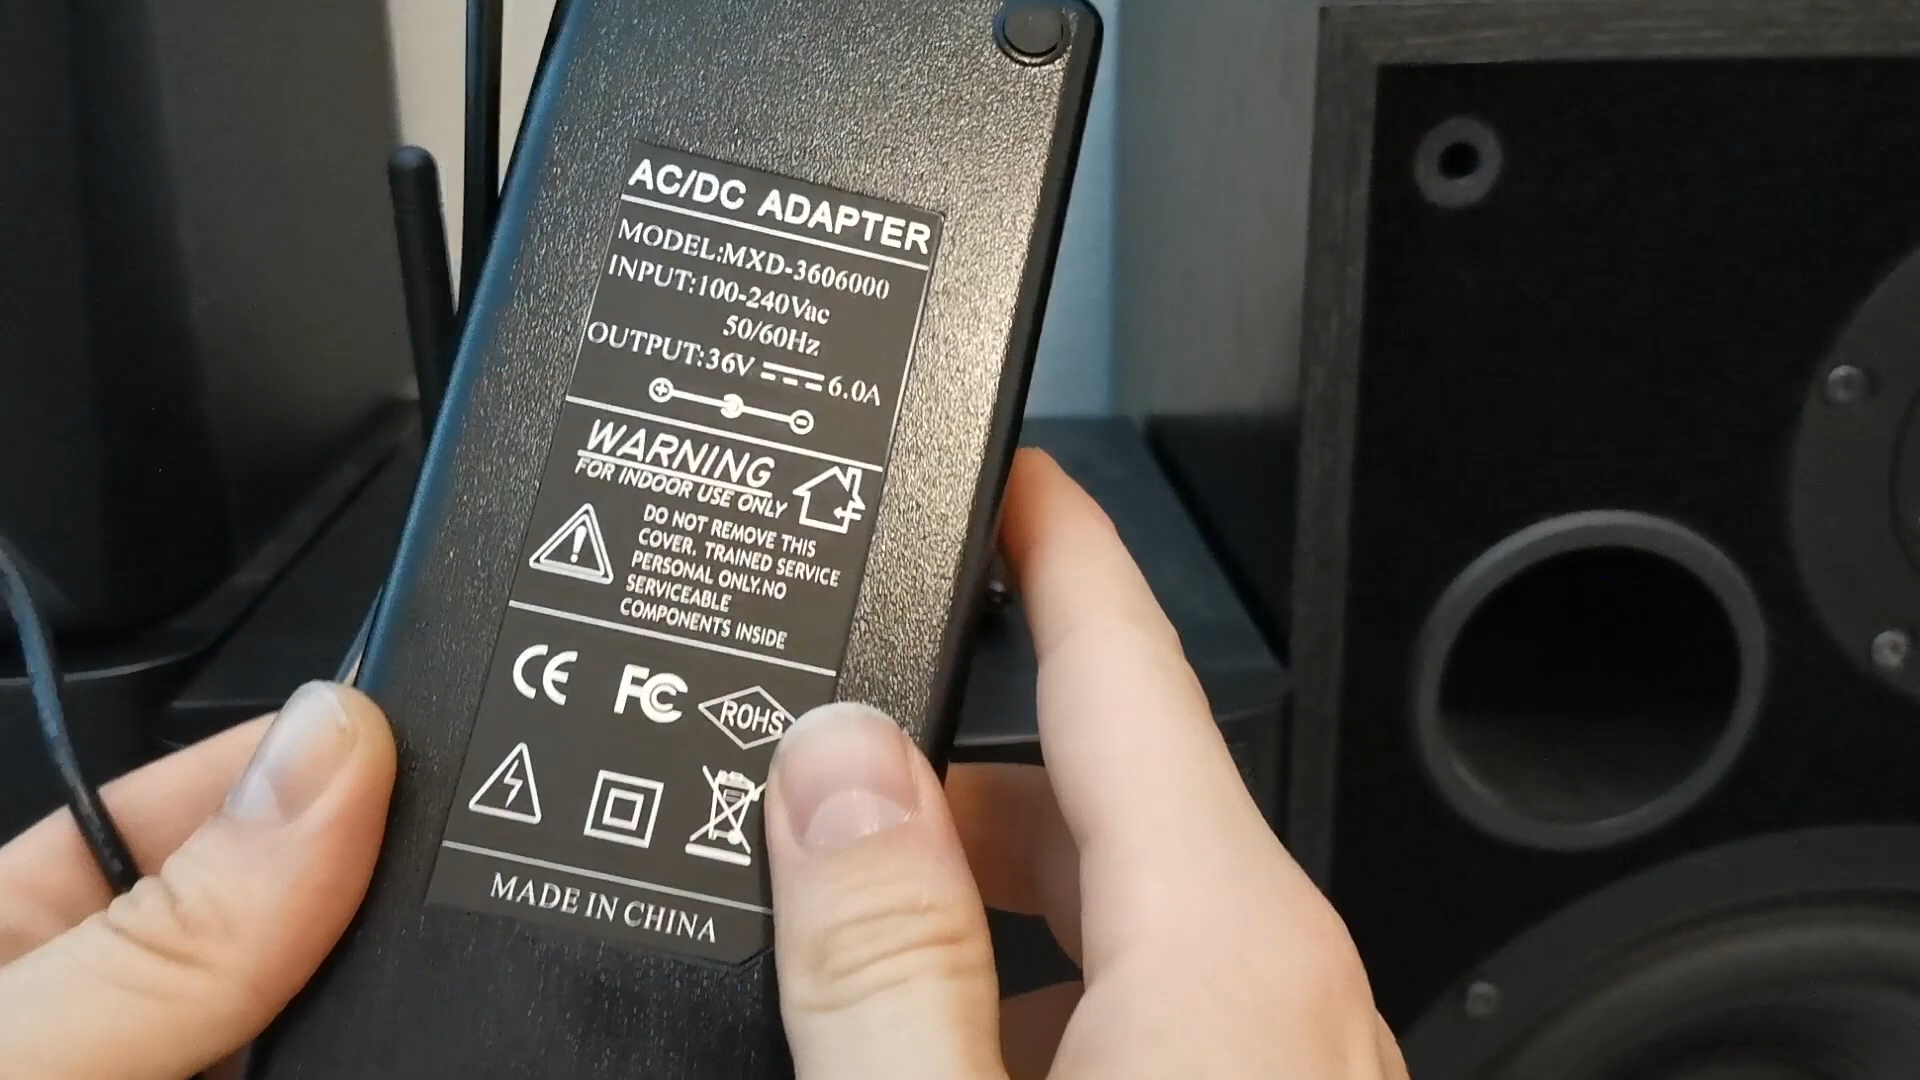 AC/DC ADAPTER
MODEL:MXD-3606000
INPUT:100-240Vac
50/60Hz
OUTPUT:36V 6.0A
WARNING
FOR INDOOR USE ONLY
DO NOT REMOVE THIS
COVER. TRAINED SERVICE
PERSONAL ONLY.NO
SERVICEABLE
COMPONENTS INSIDE
CE FC ROHS
MADE IN CHINA